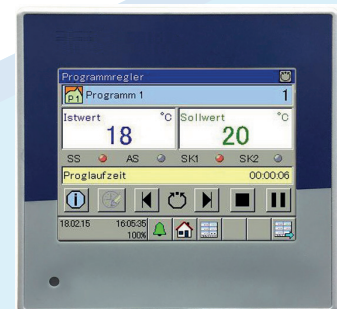 Programmregler
P1 Programm 1 1
Istwert °C Sollwert °C
18 20
SS AS SK1 SK2
Proglaufzeit 00:00:06
18.02.15 16:05:35
100%